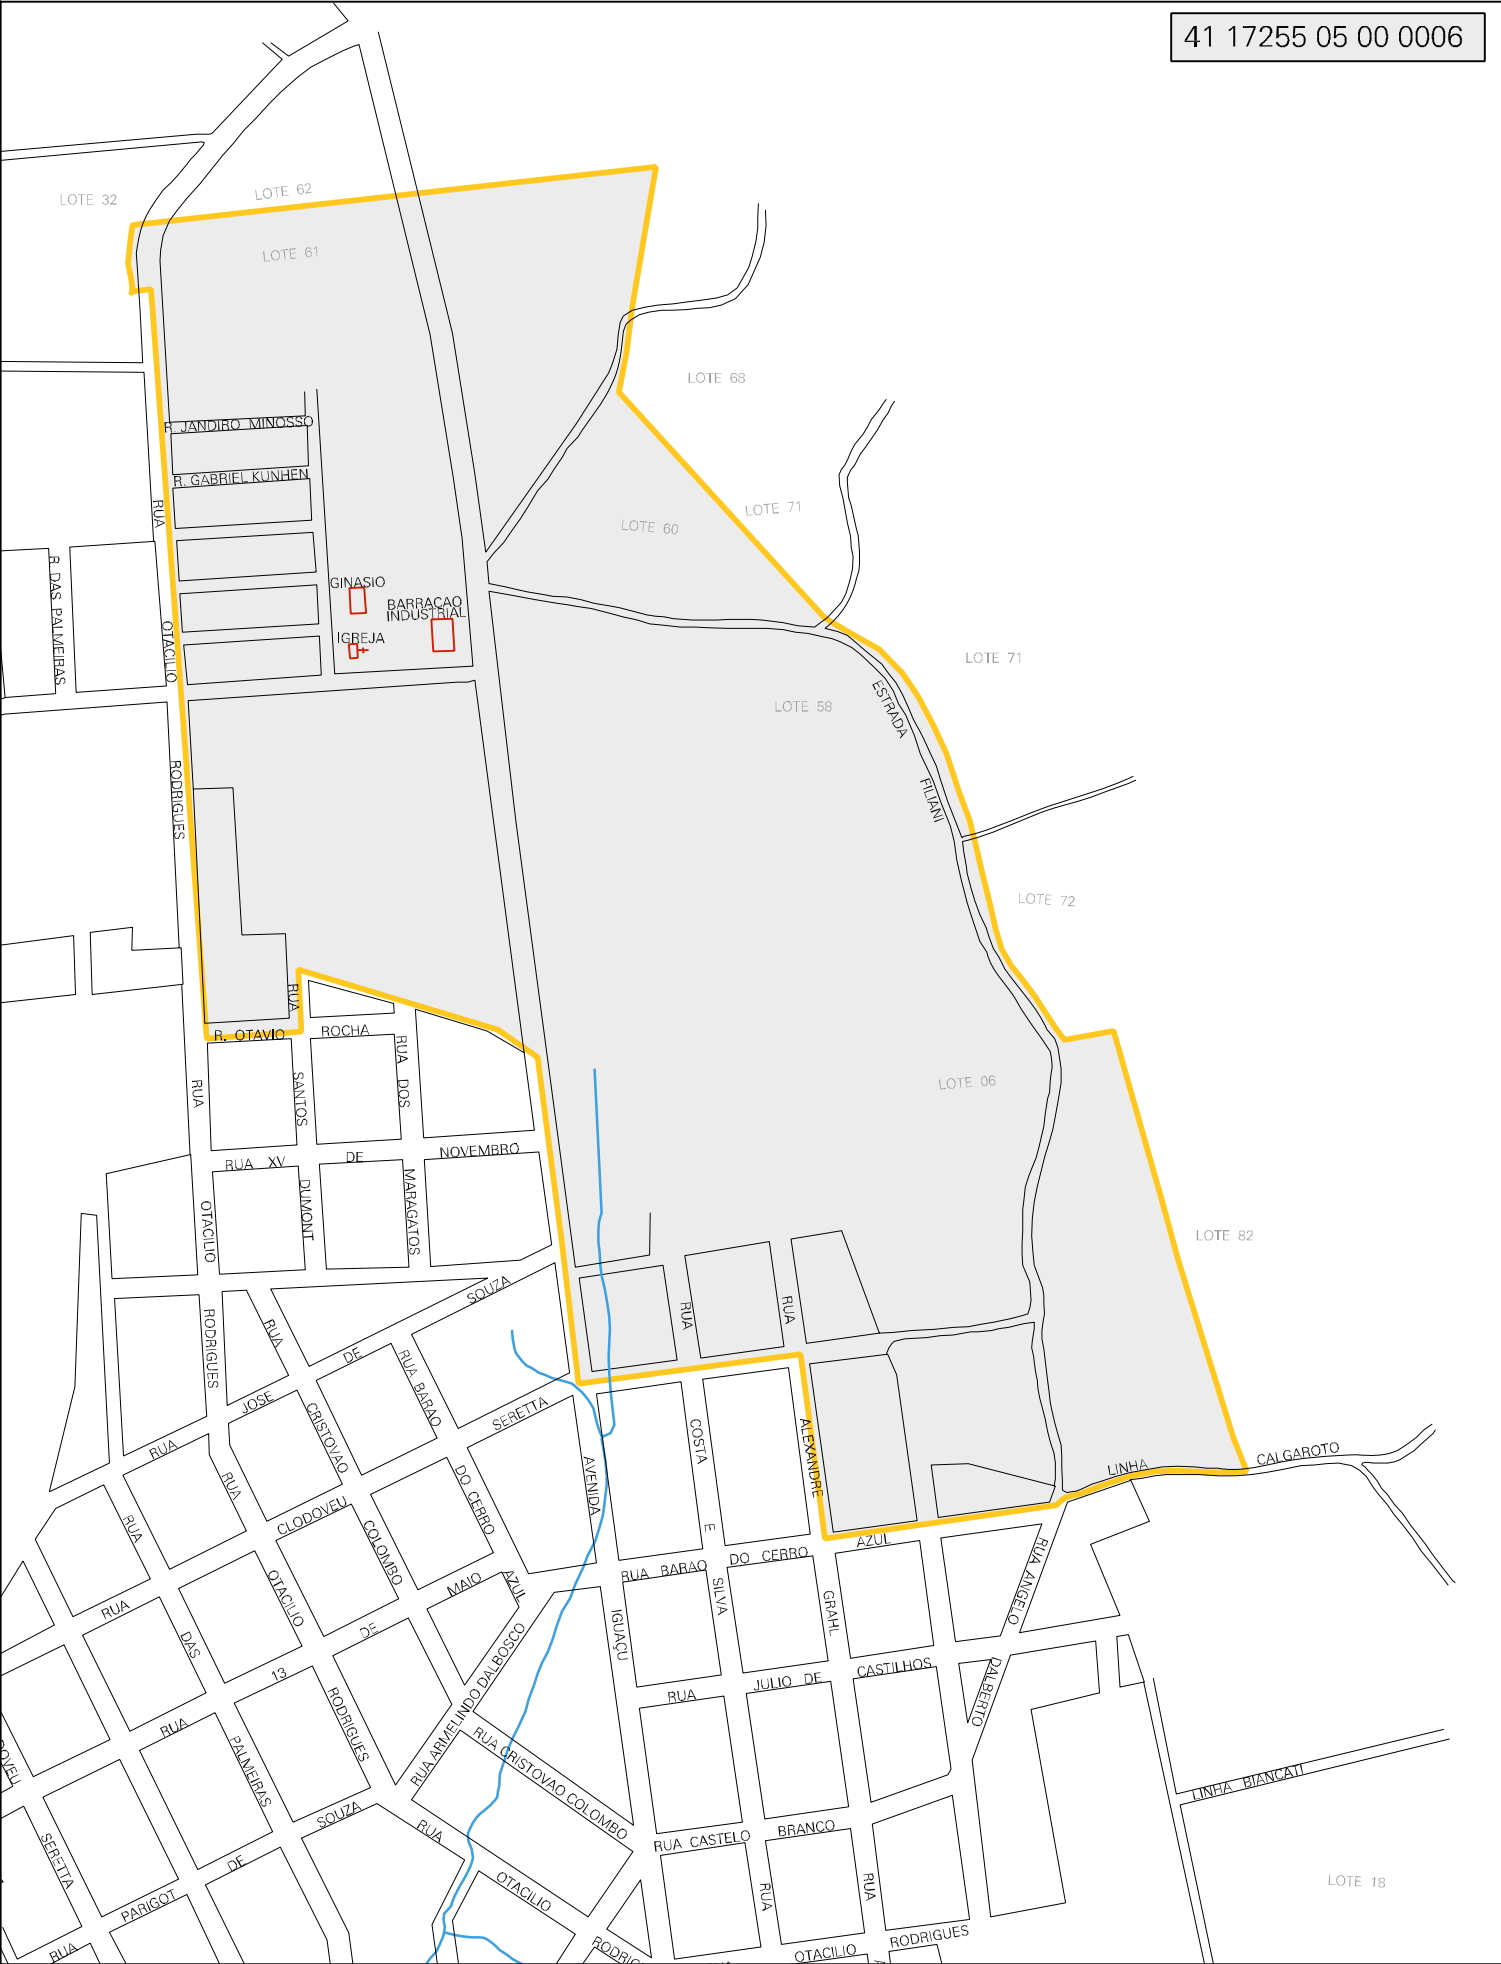 41 17255 05 00 0006
LOTE 32
LOTE 62
LOTE 61
LOTE 68
R. JANDIRO MINOSSO
R. GABRIEL KUNHEN
RUA
LOTE 60
LOTE 71
R. DAS PALMEIRAS
GINASIO
BARRACAO
INDUSTRIAL
IGREJA
OTACILIO
LOTE 71
LOTE 58
ESTRADA
RODRIGUES
FILIANI
LOTE 72
RUA
R. OTAVIO
ROCHA
RUA DOS
LOTE 06
RUA
SANTOS
RUA XV
DE
NOVEMBRO
OTACILIO
DUMONT
MARAGATOS
LOTE 82
SOUZA
RUA
RUA
RODRIGUES
RUA
DE
RUA BARAO
JOSE
CRISTOVAO
SERETTA
COSTA
ALEXANDRE
RUA
LINHA
CALGAROTO
RUA
DO CERRO
AVENIDA
CLODOVEU
COLOMBO
RUA
E
AZUL
DO CERRO
RUA BARAO
RUA ANGELO
MAIO
AZUL
OTACILIO
RUA
SILVA
GRAHL
IGUAÇU
DAS
DE
13
CASTILHOS
JULIO DE
RUA
DALBERTO
RUA
RODRIGUES
RUA ARMELINDO DALBOSCO
RUA CRISTOVAO COLOMBO
PALMEIRAS
OVEU
LINHA BIANCATI
SOUZA
RUA
RUA CASTELO
BRANCO
SERETTA
DE
OTACILIO
RUA
RUA
LOTE 18
PARIGOT
RUA
RODRIG
OTACILIO
RODRIGUES